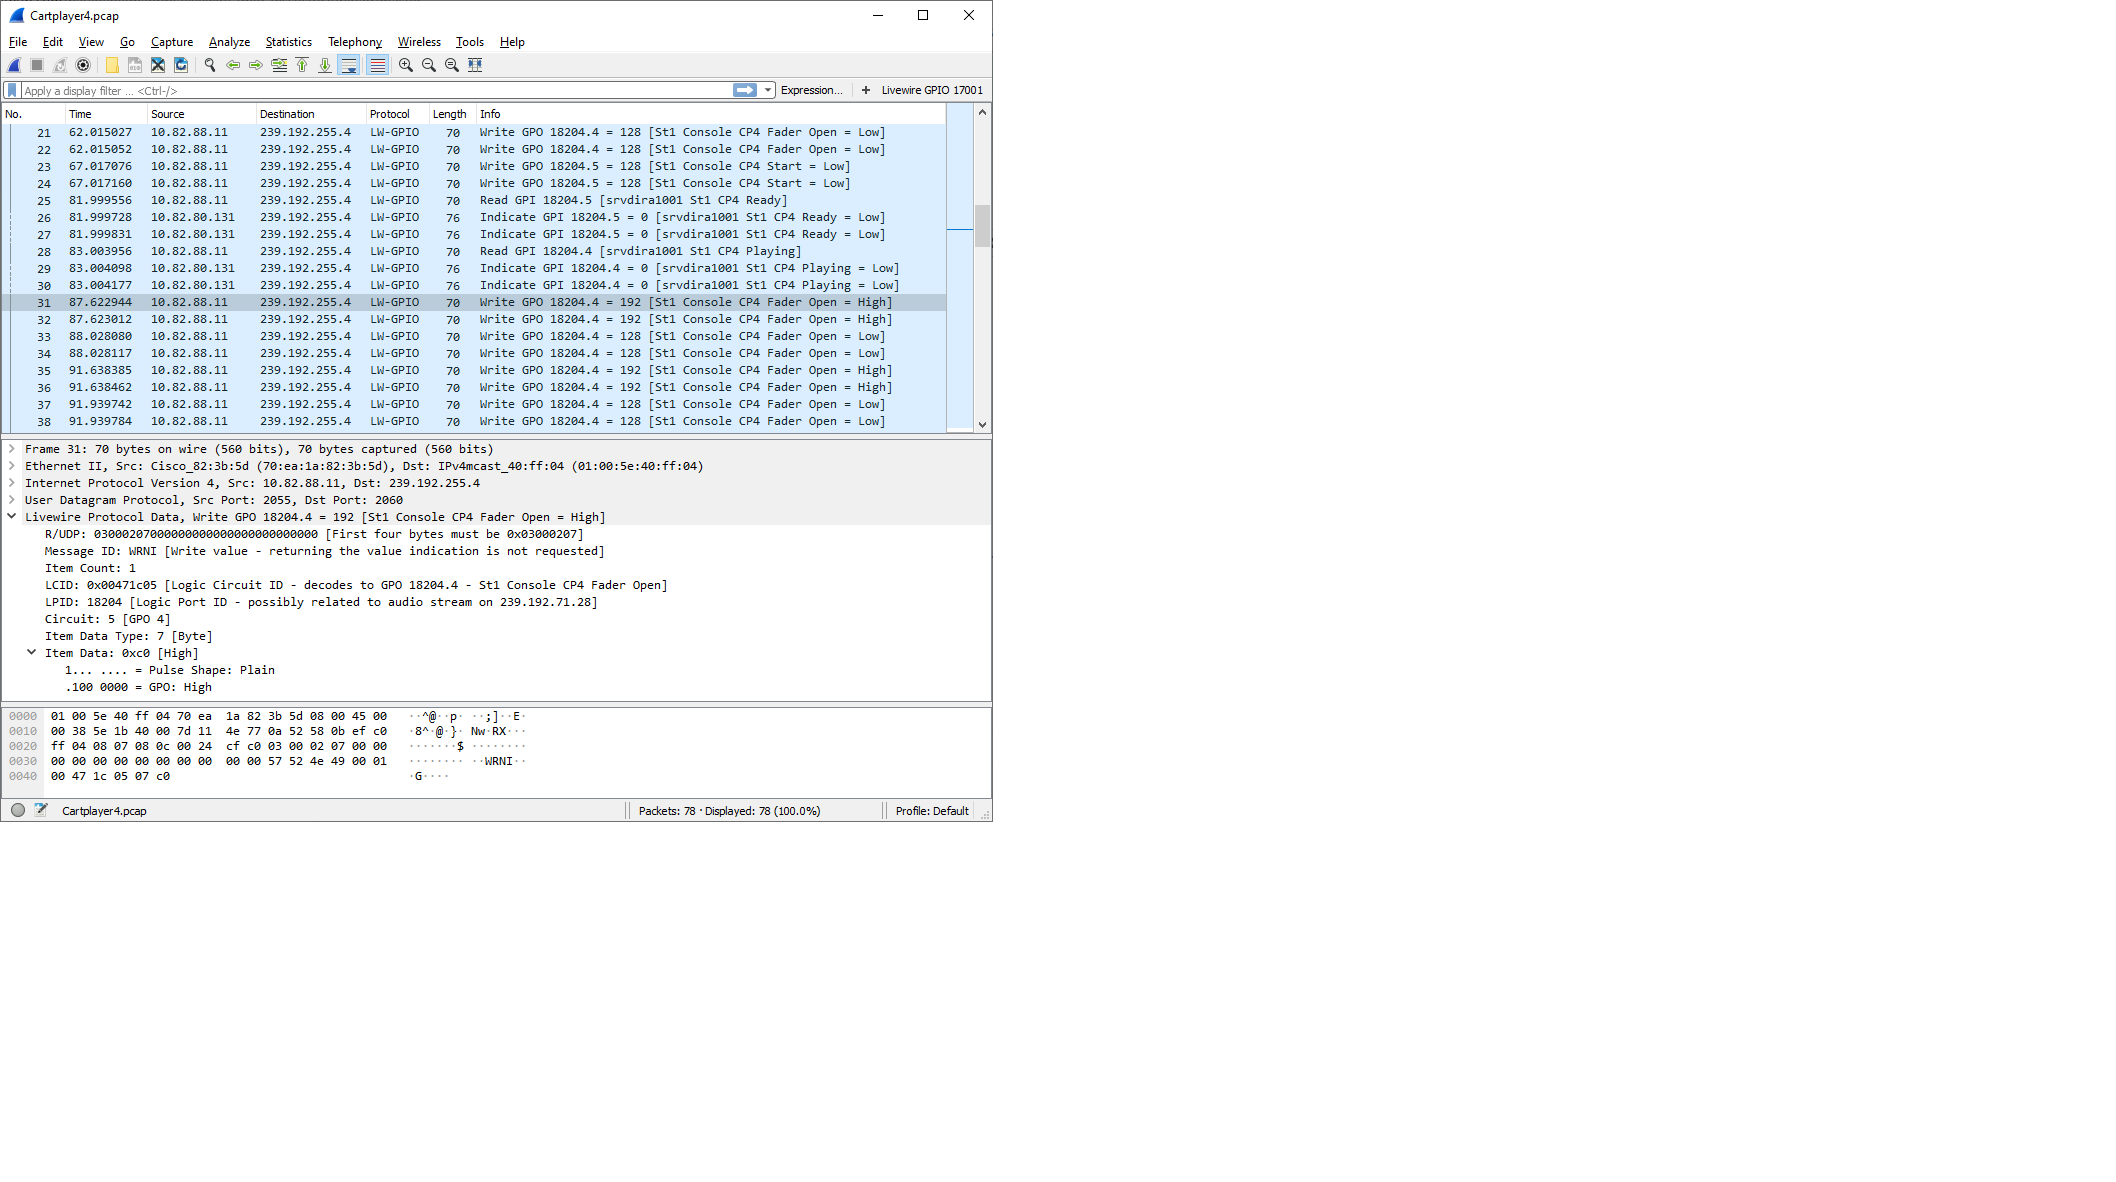 Cartplayer4.pcap
File Edit View Go Capture Analyze Statistics Telephony Wireless Tools Help
Apply a display filter ... <Ctrl-/> Expression... + Livewire GPIO 17001
No. Time Source Destination Protocol Length Info
21 62.015027 10.82.88.11 239.192.255.4 LW-GPIO 70 Write GPO 18204.4 = 128 [St1 Console CP4 Fader Open = Low]
22 62.015052 10.82.88.11 239.192.255.4 LW-GPIO 70 Write GPO 18204.4 = 128 [St1 Console CP4 Fader Open = Low]
23 67.017076 10.82.88.11 239.192.255.4 LW-GPIO 70 Write GPO 18204.5 = 128 [St1 Console CP4 Start = Low]
24 67.017160 10.82.88.11 239.192.255.4 LW-GPIO 70 Write GPO 18204.5 = 128 [St1 Console CP4 Start = Low]
25 81.999556 10.82.88.11 239.192.255.4 LW-GPIO 70 Read GPI 18204.5 [srvdira1001 St1 CP4 Ready]
26 81.999728 10.82.80.131 239.192.255.4 LW-GPIO 76 Indicate GPI 18204.5 = 0 [srvdira1001 St1 CP4 Ready = Low]
27 81.999831 10.82.80.131 239.192.255.4 LW-GPIO 76 Indicate GPI 18204.5 = 0 [srvdira1001 St1 CP4 Ready = Low]
28 83.003956 10.82.88.11 239.192.255.4 LW-GPIO 70 Read GPI 18204.4 [srvdira1001 St1 CP4 Playing]
29 83.004098 10.82.80.131 239.192.255.4 LW-GPIO 76 Indicate GPI 18204.4 = 0 [srvdira1001 St1 CP4 Playing = Low]
30 83.004177 10.82.80.131 239.192.255.4 LW-GPIO 76 Indicate GPI 18204.4 = 0 [srvdira1001 St1 CP4 Playing = Low]
31 87.622944 10.82.88.11 239.192.255.4 LW-GPIO 70 Write GPO 18204.4 = 192 [St1 Console CP4 Fader Open = High]
32 87.623012 10.82.88.11 239.192.255.4 LW-GPIO 70 Write GPO 18204.4 = 192 [St1 Console CP4 Fader Open = High]
33 88.028080 10.82.88.11 239.192.255.4 LW-GPIO 70 Write GPO 18204.4 = 128 [St1 Console CP4 Fader Open = Low]
34 88.028117 10.82.88.11 239.192.255.4 LW-GPIO 70 Write GPO 18204.4 = 128 [St1 Console CP4 Fader Open = Low]
35 91.638385 10.82.88.11 239.192.255.4 LW-GPIO 70 Write GPO 18204.4 = 192 [St1 Console CP4 Fader Open = High]
36 91.638462 10.82.88.11 239.192.255.4 LW-GPIO 70 Write GPO 18204.4 = 192 [St1 Console CP4 Fader Open = High]
37 91.939742 10.82.88.11 239.192.255.4 LW-GPIO 70 Write GPO 18204.4 = 128 [St1 Console CP4 Fader Open = Low]
38 91.939784 10.82.88.11 239.192.255.4 LW-GPIO 70 Write GPO 18204.4 = 128 [St1 Console CP4 Fader Open = Low]
Frame 31: 70 bytes on wire (560 bits), 70 bytes captured (560 bits)
Ethernet II, Src: Cisco_82:3b:5d (70:ea:1a:82:3b:5d), Dst: IPv4mcast_40:ff:04 (01:00:5e:40:ff:04)
Internet Protocol Version 4, Src: 10.82.88.11, Dst: 239.192.255.4
User Datagram Protocol, Src Port: 2055, Dst Port: 2060
Livewire Protocol Data, Write GPO 18204.4 = 192 [St1 Console CP4 Fader Open = High]
R/UDP: 03000207000000000000000000000000 [First four bytes must be 0x03000207]
Message ID: WRNI [Write value - returning the value indication is not requested]
Item Count: 1
LCID: 0x00471c05 [Logic Circuit ID - decodes to GPO 18204.4 - St1 Console CP4 Fader Open]
LPID: 18204 [Logic Port ID - possibly related to audio stream on 239.192.71.28]
Circuit: 5 [GPO 4]
Item Data Type: 7 [Byte]
Item Data: 0xc0 [High]
1... .... = Pulse Shape: Plain
.100 0000 = GPO: High
0000 01 00 5e 40 ff 04 70 ea 1a 82 3b 5d 08 00 45 00 ··^@··p· ··;]··E·
0010 00 38 5e 1b 40 00 7d 11 4e 77 0a 52 58 0b ef c0 ·8^·@·}· Nw·RX···
0020 ff 04 08 07 08 0c 00 24 cf c0 03 00 02 07 00 00 ·······$ ········
0030 00 00 00 00 00 00 00 00 00 00 57 52 4e 49 00 01 ········ ··WRNI··
0040 00 47 1c 05 07 c0 ·G····
Cartplayer4.pcap Packets: 78 · Displayed: 78 (100.0%) Profile: Default